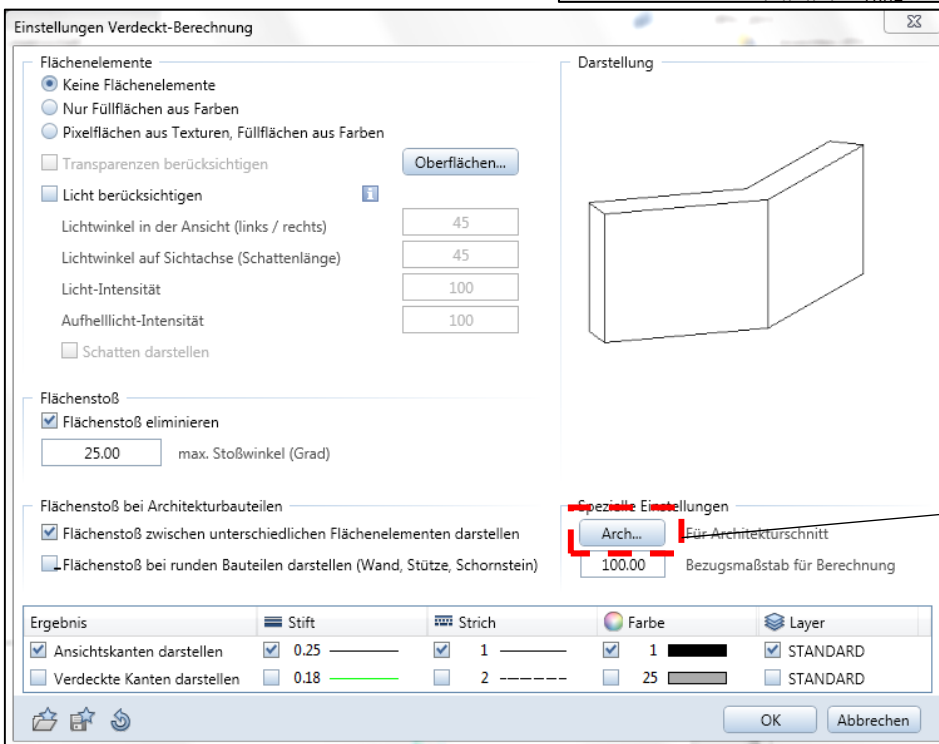 Einstellungen Verdeckt-Berechnung
Flächenelemente
Keine Flächenelemente
Nur Füllflächen aus Farben
Pixelflächen aus Texturen, Füllflächen aus Farben
Transparenzen berücksichtigen
Oberflächen...
Licht berücksichtigen
Lichtwinkel in der Ansicht (links / rechts) 45
Lichtwinkel auf Sichtachse (Schattenlänge) 45
Licht-Intensität 100
Aufhelllicht-Intensität 100
Schatten darstellen
Darstellung
Flächenstoß
Flächenstoß eliminieren
25.00 max. Stoßwinkel (Grad)
Flächenstoß bei Architekturbauteilen
Flächenstoß zwischen unterschiedlichen Flächenelementen darstellen
Flächenstoß bei runden Bauteilen darstellen (Wand, Stütze, Schornstein)
Spezielle Einstellungen
Arch... Für Architekturschnitt
100.00 Bezugsmaßstab für Berechnung
Ergebnis Stift Strich Farbe Layer
Ansichtskanten darstellen 0.25 1 1 STANDARD
Verdeckte Kanten darstellen 0.18 2 25 STANDARD
OK Abbrechen